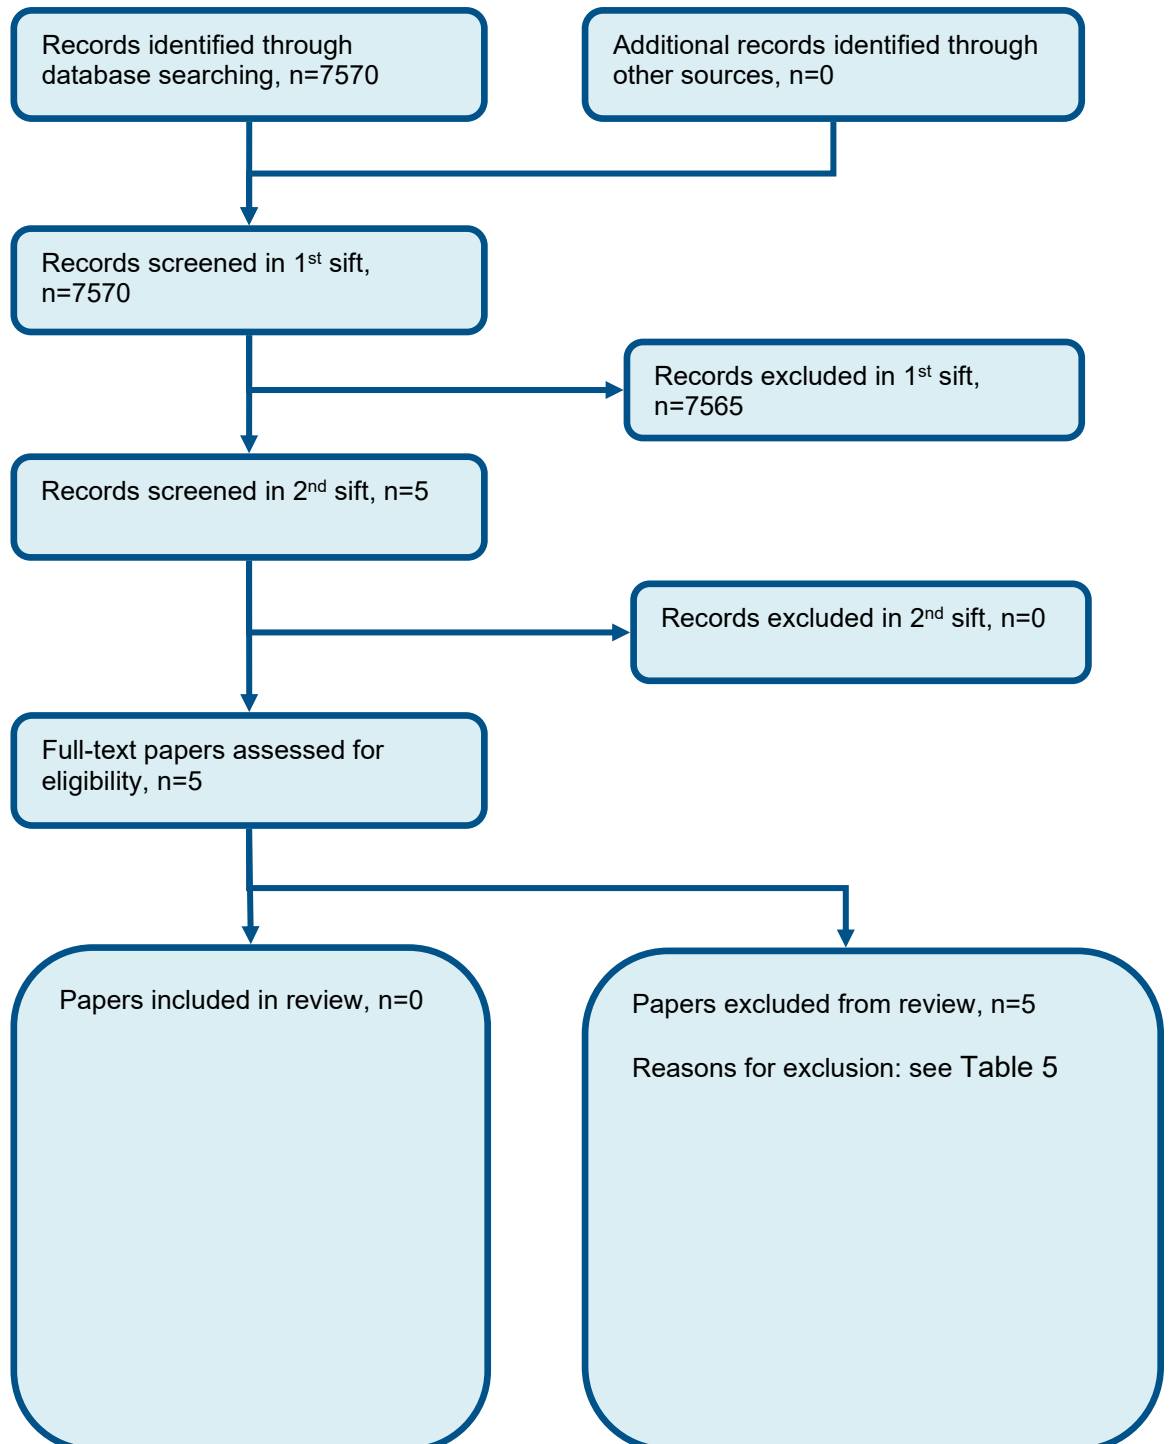 Records identified through
database searching, n=7570
Additional records identified through
other sources, n=0
Records screened in 1st sift,
n=7570
Records excluded in 1st sift,
n=7565
Records screened in 2nd sift, n=5
Records excluded in 2nd sift, n=0
Full-text papers assessed for
eligibility, n=5
Papers included in review, n=0
Papers excluded from review, n=5
Reasons for exclusion: see Table 5